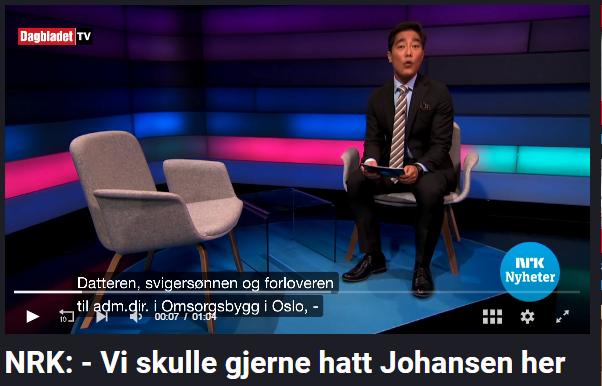 Dagbladet TV
NRK
Nyheter
Datteren, svigersønnen og forloveren
til adm.dir. i Omsorgsbygg i Oslo, -
10
00:07 / 01:04
NRK: - Vi skulle gjerne hatt Johansen her